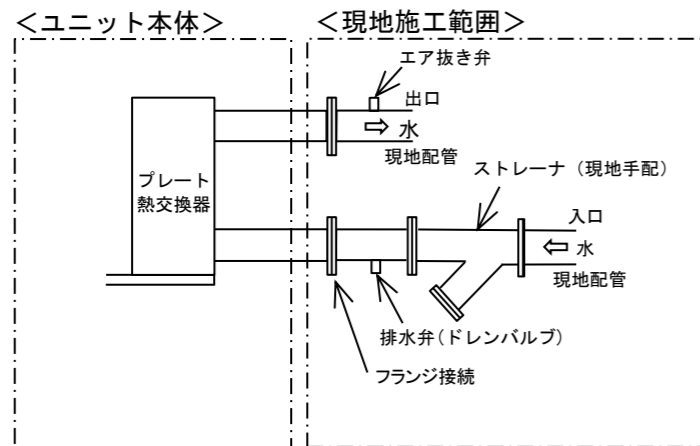 ＜ユニット本体＞
＜現地施工範囲＞
エア抜き弁
出口
水
現地配管
プレート
熱交換器
ストレーナ（現地手配）
入口
水
現地配管
排水弁(ドレンバルブ)
フランジ接続